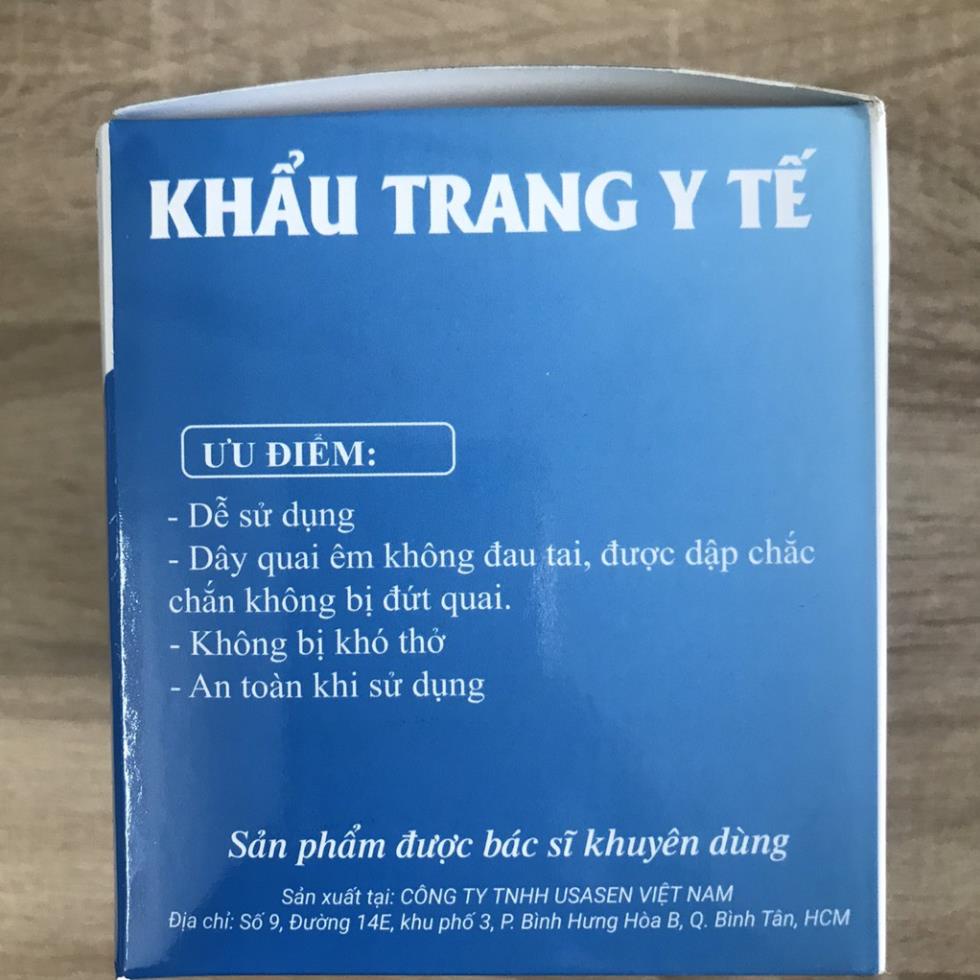 KHẨU TRANG Y TẾ
ƯU ĐIỂM:
- Dễ sử dụng
- Dây quai êm không đau tai, được dập chắc
chắn không bị đứt quai.
- Không bị khó thở
- An toàn khi sử dụng
Sản phẩm được bác sĩ khuyên dùng
Sản xuất tại: CÔNG TY TNHH USASEN VIỆT NAM
Địa chỉ: Số 9, Đường 14E, khu phố 3, P. Bình Hưng Hòa B, Q. Bình Tân, HCM